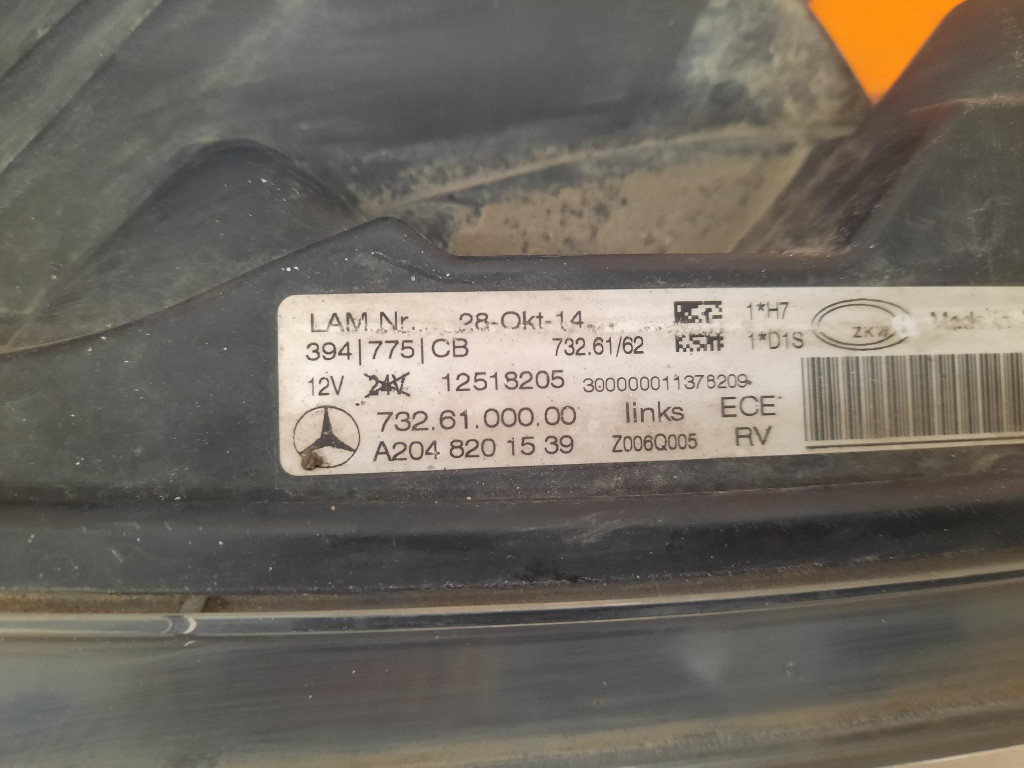 LAM.Nr. 28-Okt-14 1*H7
394|775|CB 732.61/62 1*D1S
ZKW
12V 24V 12518205 300000011378209
732.61.000.00 links ECE
A204 820 15 39 Z006Q005 RV